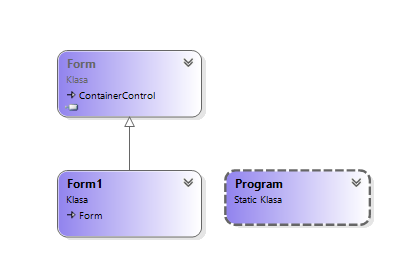 Form
Klasa
ContainerControl
Form1
Klasa
Form
Program
Static Klasa